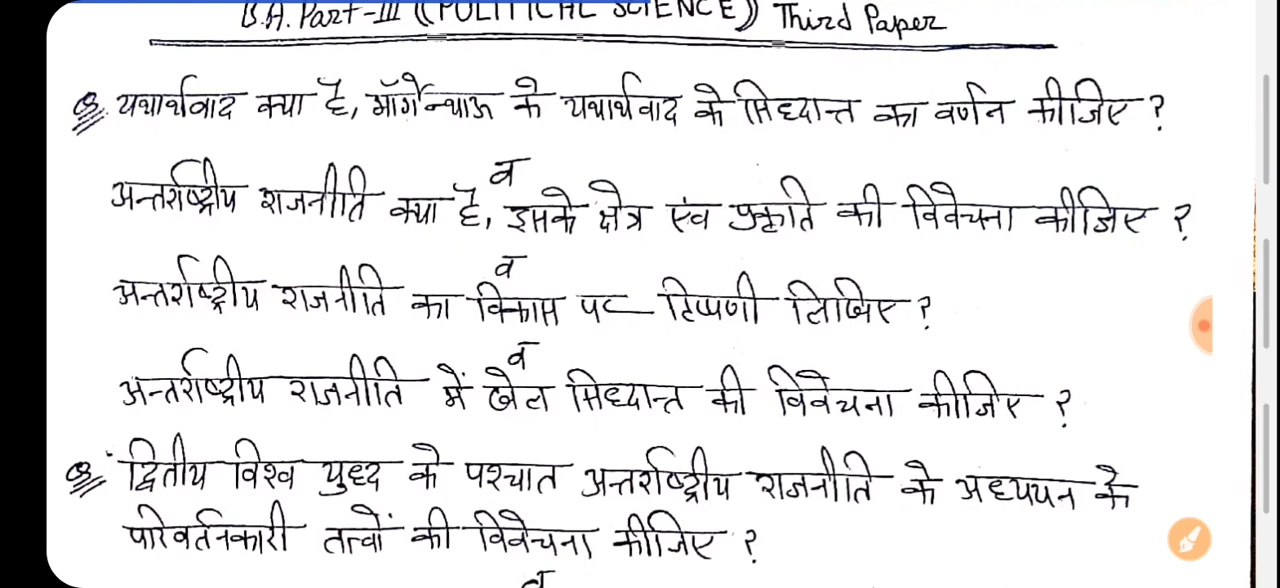 B.A. Part-III ((POLITICAL SCIENCE)) Third Paper
Q. यथार्थवाद क्या है, मॉर्गेन्थाऊ के यथार्थवाद के सिध्दान्त का वर्णन कीजिए ?
व
अन्तर्राष्ट्रीय राजनीति क्या है, इसके क्षेत्र एंव प्रकृति की विवेचना कीजिए ?
व
अन्तर्राष्ट्रीय राजनीति का विकास पर टिप्पणी लिखिए ?
व
अन्तर्राष्ट्रीय राजनीति में खेल सिध्दान्त की विवेचना कीजिए ?
Q. द्वितीय विश्व युध्द के पश्चात अन्तर्राष्ट्रीय राजनीति के अध्ययन के
परिवर्तनकारी तत्वों की विवेचना कीजिए ?
व